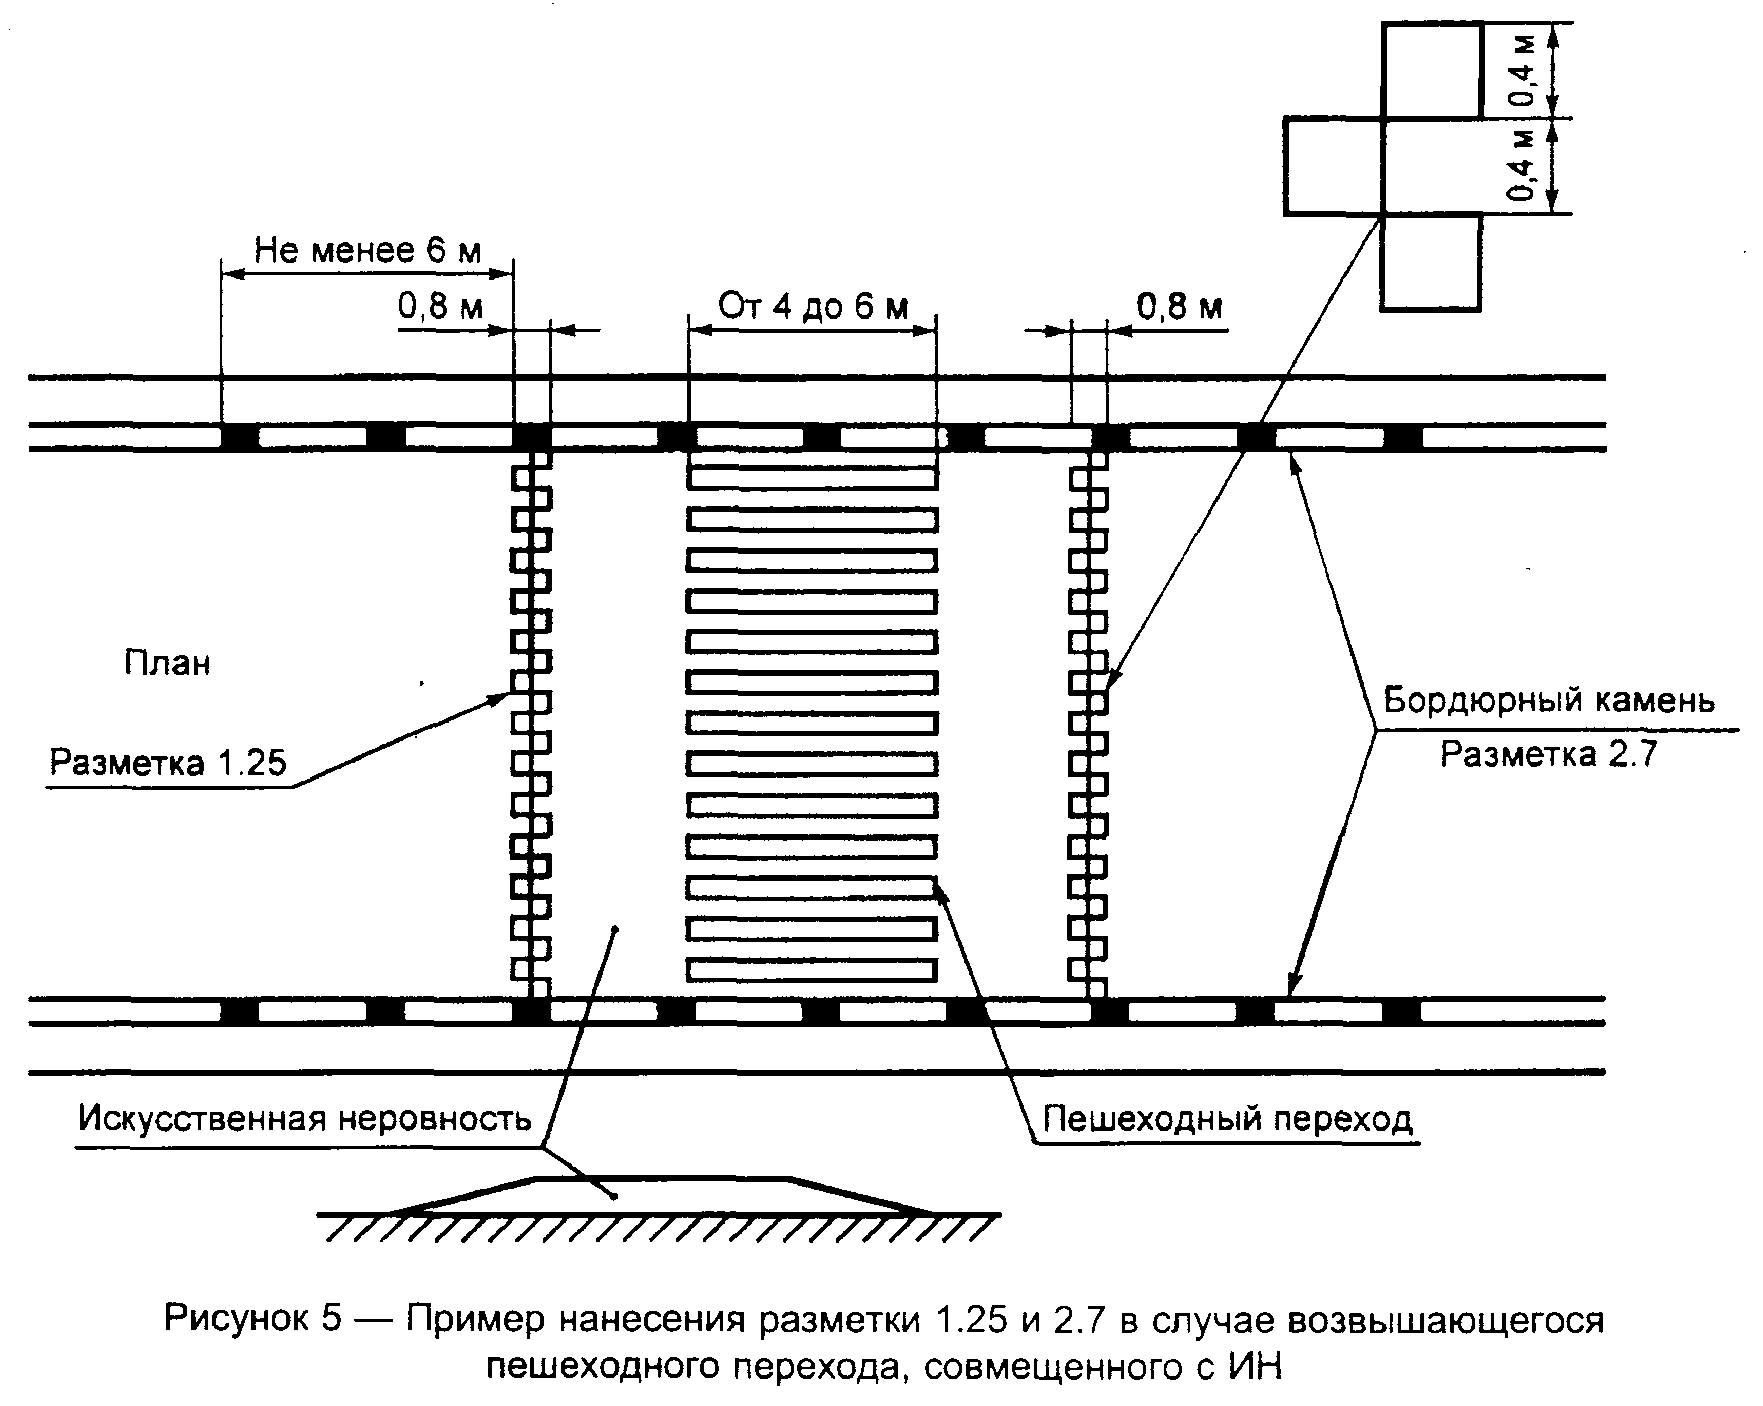 0,4 м
0,4 м
Не менее 6 м
0,8 м
От 4 до 6 м
0,8 м
План
Разметка 1.25
Бордюрный камень
Разметка 2.7
Искусственная неровность
Пешеходный переход
Рисунок 5 — Пример нанесения разметки 1.25 и 2.7 в случае возвышающегося
пешеходного перехода, совмещенного с ИН